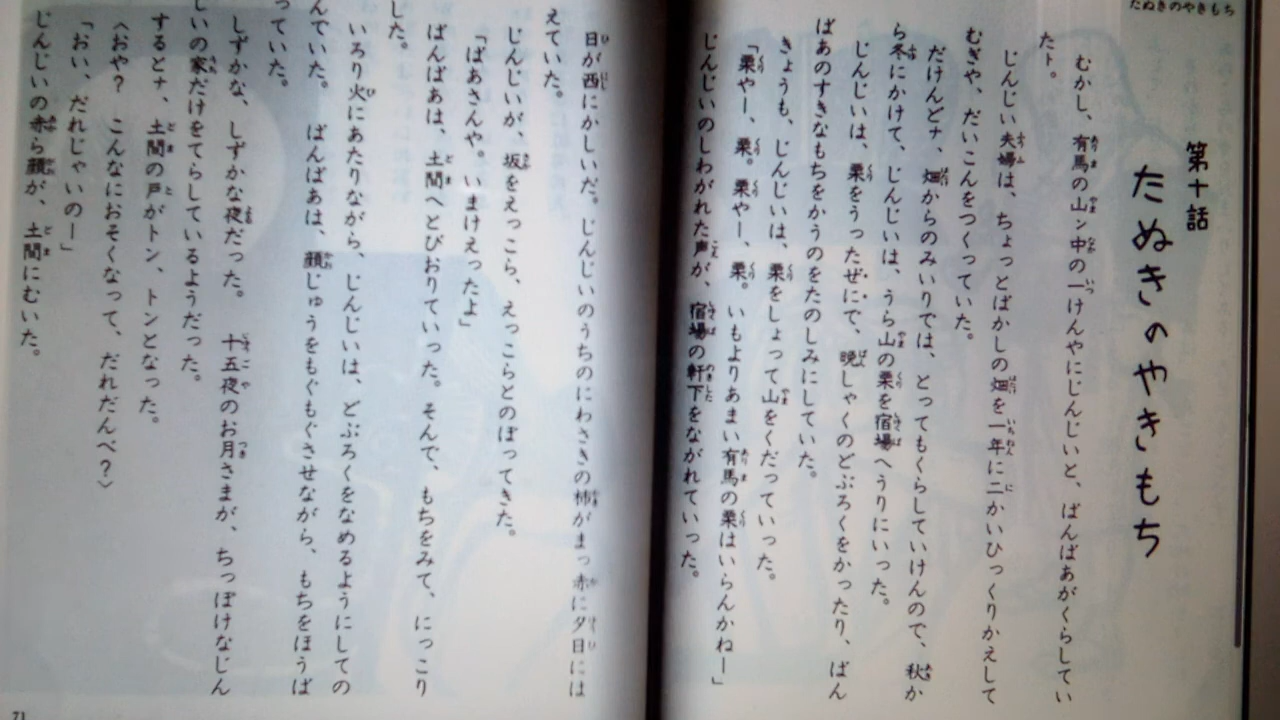 たぬきのやきもち
第十話
たぬきのやきもち
むかし、有馬の山ン中の一けんやにじんじいと、ばんばあがくらしてい
たト。
じんじい夫婦は、ちょっとばかしの畑を一年に二かいひっくりかえして
むぎや、だいこんをつくっていた。
だけんどナ、畑からのみいりでは、とってもくらしていけんので、秋か
ら冬にかけて、じんじいは、うら山の栗を宿場へうりにいった。
じんじいは、栗をうったぜにで、晩しゃくのどぶろくをかったり、ばん
ばあのすきなもちをかうのをたのしみにしていた。
きょうも、じんじいは、栗をしょって山をくだっていった。
「栗やー、栗。栗やー、栗。いもよりあまい有馬の栗はいらんかねー」
じんじいのしわがれた声が、宿場の軒下をながれていった。
日が西にかしいだ。じんじいのうちのにわさきの柿がまっ赤に夕日には
えていた。
じんじいが、坂をえっこら、えっこらとのぼってきた。
「ばあさんや。いまけえったよ」
ばんばあは、土間へとびおりていった。そんで、もちをみて、にっこり
した。
いろり火にあたりながら、じんじいは、どぶろくをなめるようにしての
んでいた。ばんばあは、顔じゅうをもぐもぐさせながら、もちをほうば
っていた。
しずかな、しずかな夜だった。十五夜のお月さまが、ちっぽけなじん
しいの家だけをてらしているようだった。
するとナ、土間の戸がトン、トンとなった。
〈おや？こんなにおそくなって、だれだんべ？〉
「おい、だれじゃいのー」
じんじいの赤ら顔が、土間にむいた。
71